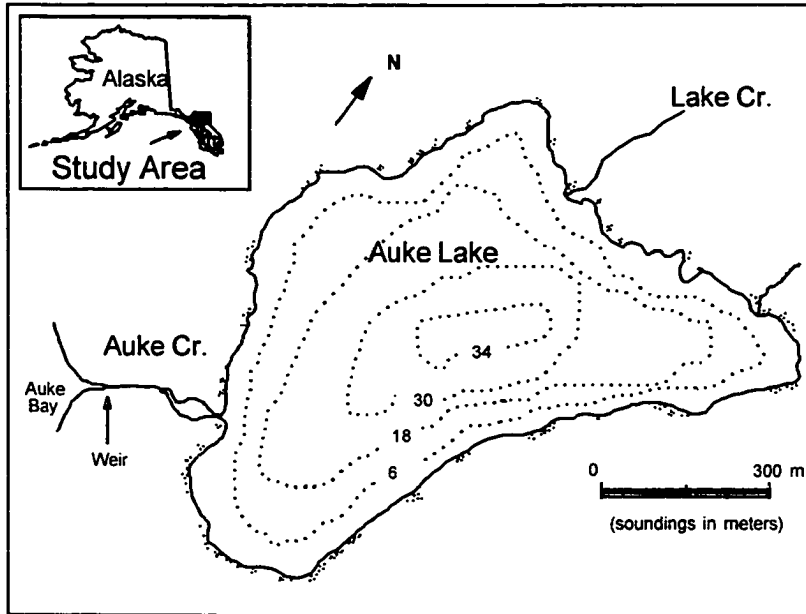 Alaska
Study Area
N
Lake Cr.
Auke Lake
Auke Cr.
Auke
Bay
Weir
34
30
18
6
0 300 m
(soundings in meters)